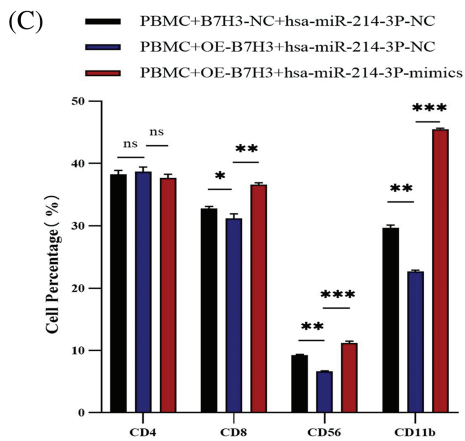 (C)
PBMC+B7H3-NC+hsa-miR-214-3P-NC
PBMC+OE-B7H3+hsa-miR-214-3P-NC
PBMC+OE-B7H3+hsa-miR-214-3P-mimics
Cell Percentage( %)
50
40
30
20
10
0
ns
ns
*
**
**
***
**
***
CD4
CD8
CD56
CD11b